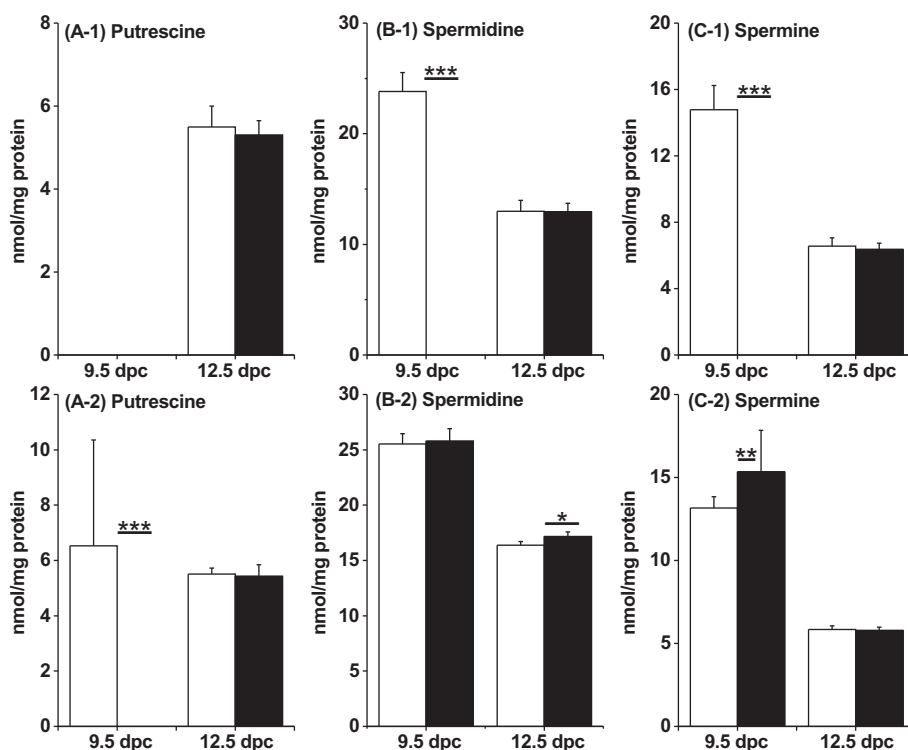 (A-1) Putrescine
nmol/mg protein
8
6
4
2
0
9.5 dpc 12.5 dpc
(B-1) Spermidine
nmol/mg protein
30
20
10
0
***
9.5 dpc 12.5 dpc
(C-1) Spermine
nmol/mg protein
20
16
12
8
4
0
***
9.5 dpc 12.5 dpc
(A-2) Putrescine
nmol/mg protein
12
10
8
6
4
2
0
***
9.5 dpc 12.5 dpc
(B-2) Spermidine
nmol/mg protein
30
25
20
15
10
5
0
*
9.5 dpc 12.5 dpc
(C-2) Spermine
nmol/mg protein
20
15
10
5
0
**
9.5 dpc 12.5 dpc